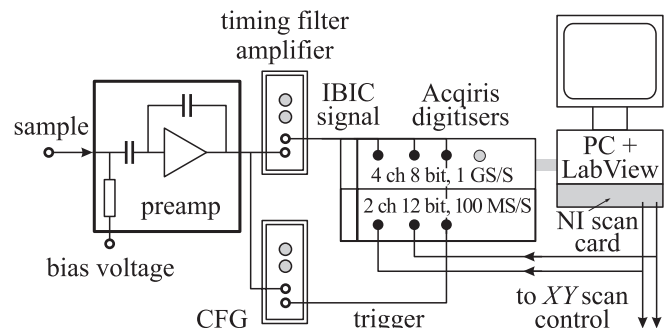 timing filter
amplifier
IBIC
signal
Acqiris
digitisers
sample
preamp
bias voltage
4 ch 8 bit, 1 GS/S
2 ch 12 bit, 100 MS/S
PC +
LabView
NI scan
card
CFG
trigger
to XY scan
control